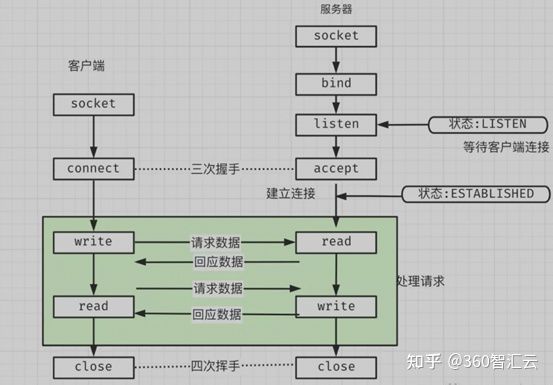 服务器
socket
客户端
bind
socket
listen
状态:LISTEN
等待客户端连接
connect
三次握手
accept
建立连接
状态:ESTABLISHED
write
请求数据
read
回应数据
处理请求
请求数据
read
回应数据
write
close
四次挥手
close
知乎 @360智汇云